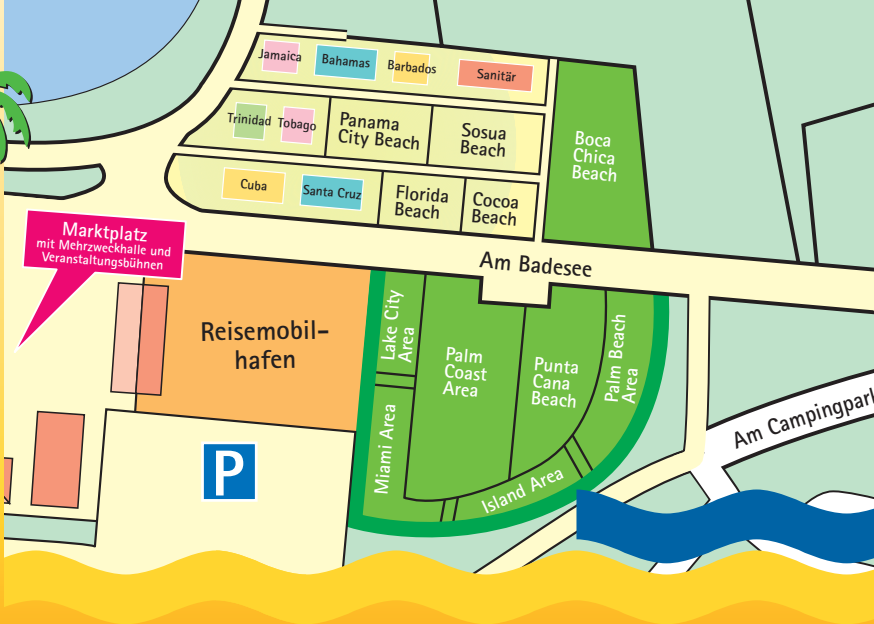 Jamaica
Bahamas
Barbados
Sanitär
Trinidad
Tobago
Panama
City Beach
Sosua
Beach
Boca
Chica
Beach
Cuba
Santa Cruz
Florida
Beach
Cocoa
Beach
Marktplatz
mit Mehrzweckhalle und
Veranstaltungsbühnen
Am Badesee
Reisemobil-
hafen
Lake City
Area
Palm
Coast
Area
Punta
Cana
Beach
Palm Beach
Area
Miami Area
Island Area
Am Campingpark
P